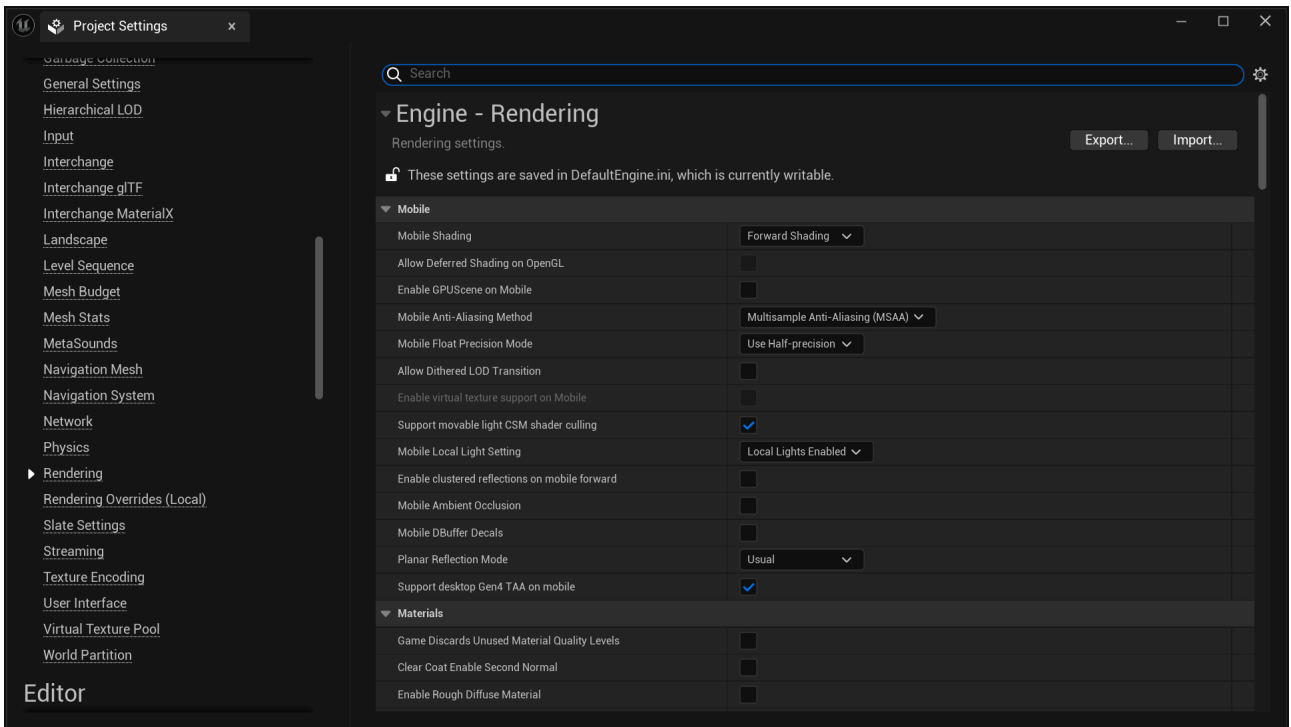 Project Settings
Garbage Collection
General Settings
Hierarchical LOD
Input
Interchange
Interchange glTF
Interchange MaterialX
Landscape
Level Sequence
Mesh Budget
Mesh Stats
MetaSounds
Navigation Mesh
Navigation System
Network
Physics
Rendering
Rendering Overrides (Local)
Slate Settings
Streaming
Texture Encoding
User Interface
Virtual Texture Pool
World Partition
Editor
Search
Engine - Rendering
Rendering settings.
Export... Import...
These settings are saved in DefaultEngine.ini, which is currently writable.
Mobile
Mobile Shading Forward Shading
Allow Deferred Shading on OpenGL
Enable GPUScene on Mobile
Mobile Anti-Aliasing Method Multisample Anti-Aliasing (MSAA)
Mobile Float Precision Mode Use Half-precision
Allow Dithered LOD Transition
Enable virtual texture support on Mobile
Support movable light CSM shader culling
Mobile Local Light Setting Local Lights Enabled
Enable clustered reflections on mobile forward
Mobile Ambient Occlusion
Mobile DBuffer Decals
Planar Reflection Mode Usual
Support desktop Gen4 TAA on mobile
Materials
Game Discards Unused Material Quality Levels
Clear Coat Enable Second Normal
Enable Rough Diffuse Material